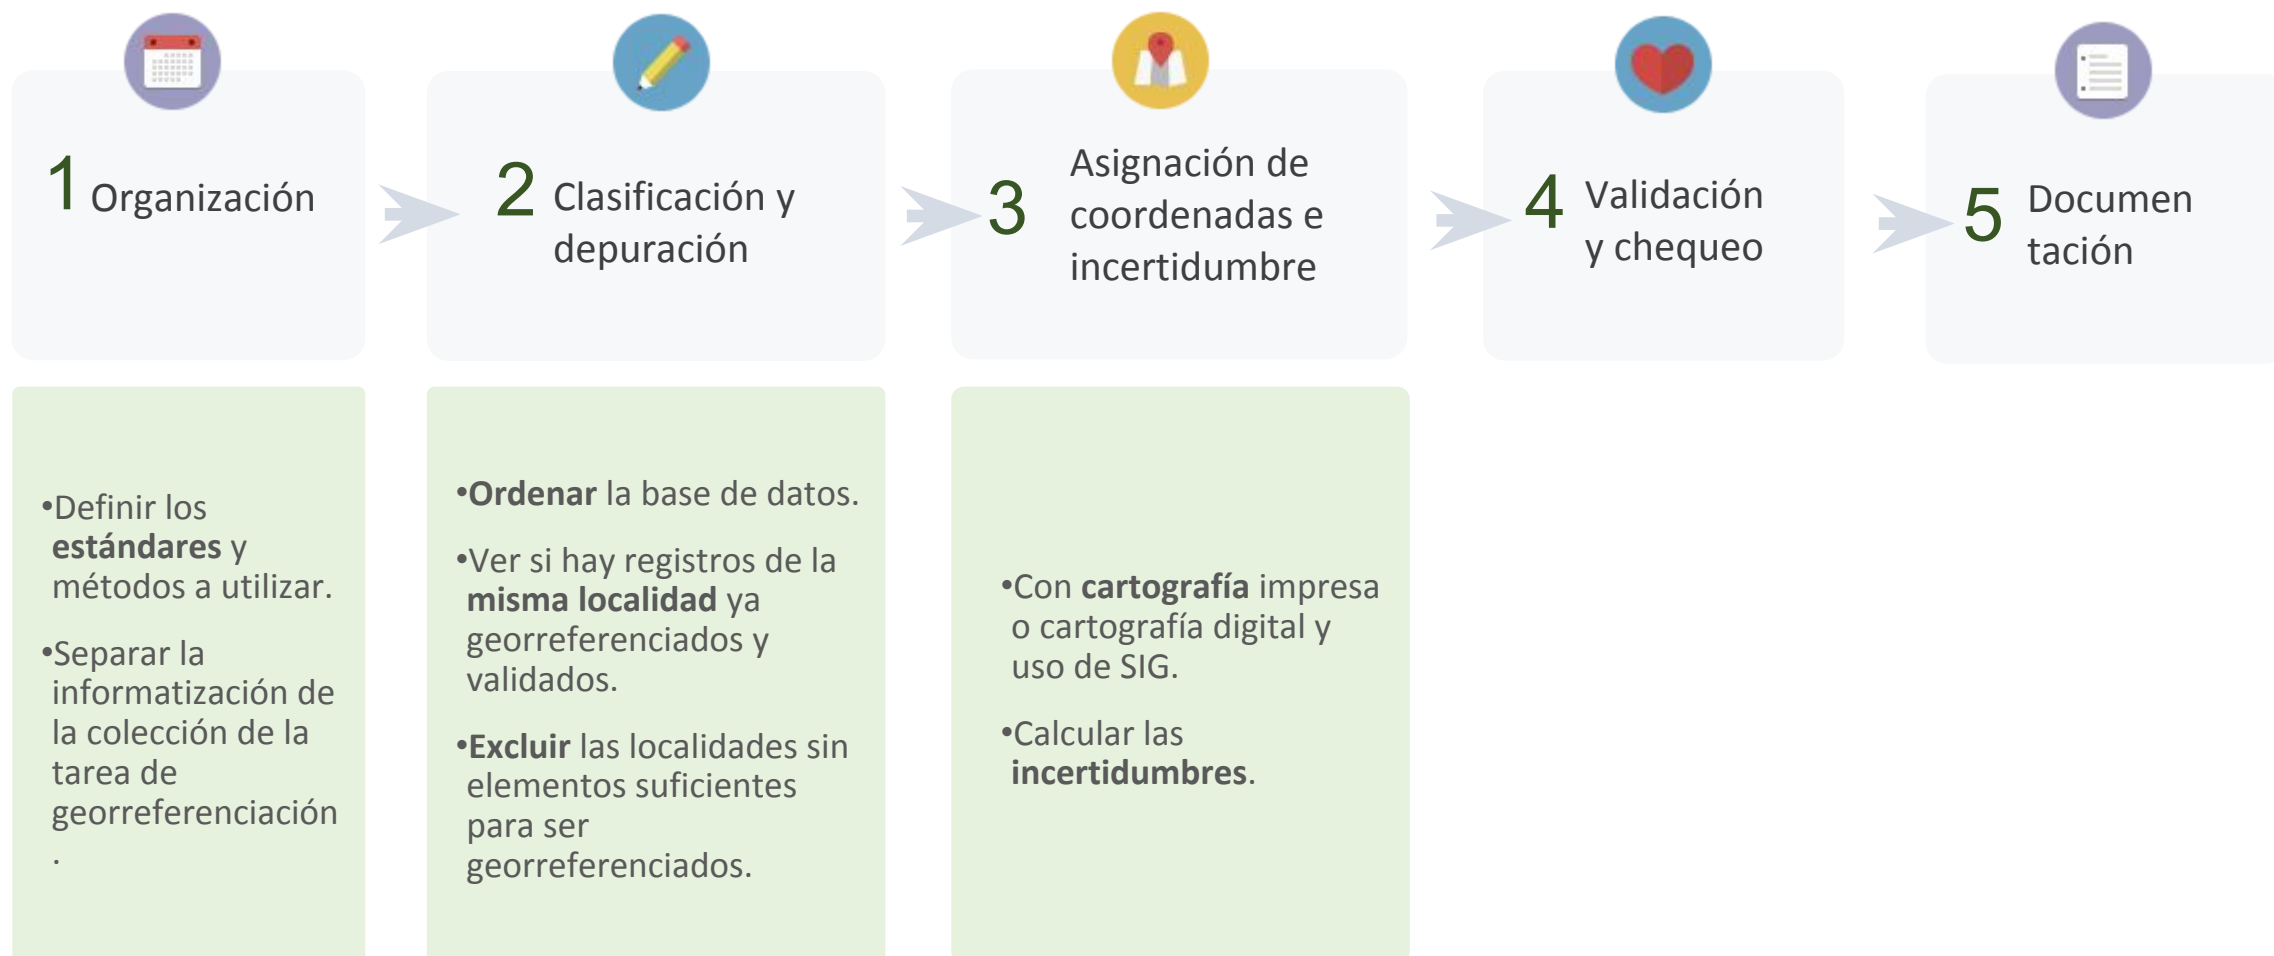 1 Organización
2 Clasificación y
depuración
3 Asignación de
coordenadas e
incertidumbre
4 Validación
y chequeo
5 Documen
tación
•Definir los
estándares y
métodos a utilizar.
•Separar la
informatización de
la colección de la
tarea de
georreferenciación
.
•Ordenar la base de datos.
•Ver si hay registros de la
misma localidad ya
georreferenciados y
validados.
•Excluir las localidades sin
elementos suficientes
para ser
georreferenciados.
•Con cartografía impresa
o cartografía digital y
uso de SIG.
•Calcular las
incertidumbres.